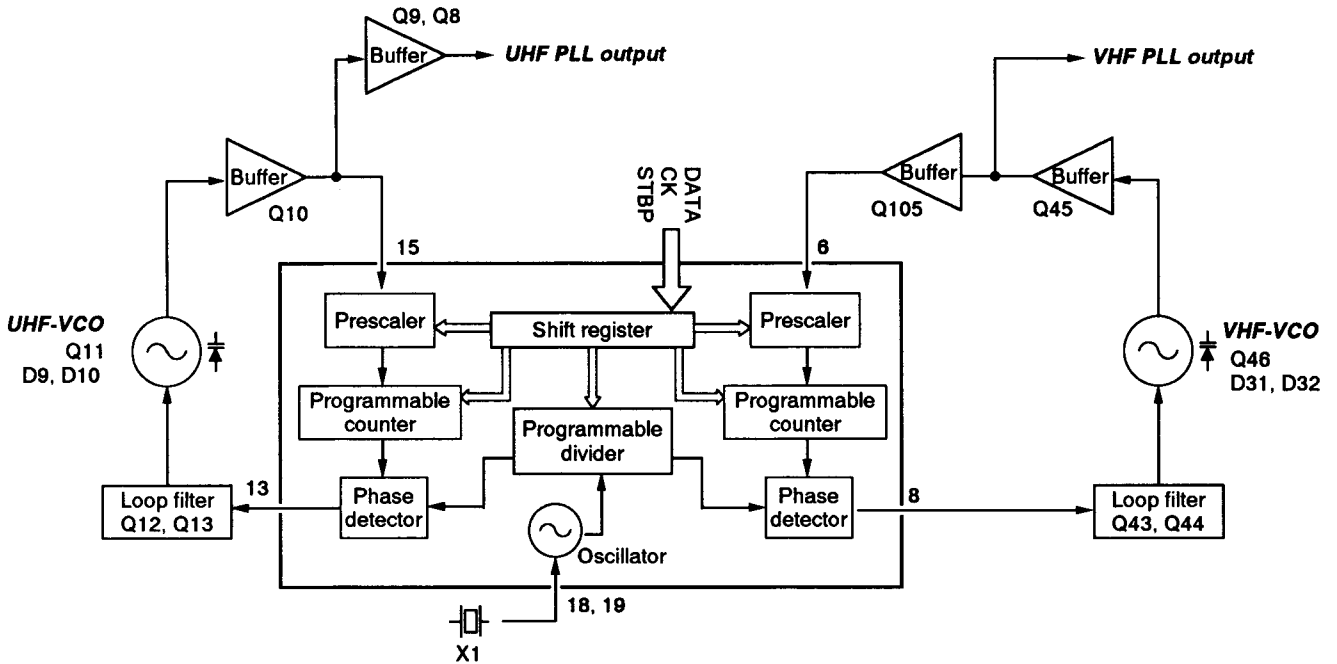 Q9, Q8
Buffer
UHF PLL output
VHF PLL output
Buffer
Q10
DATA
CK
STBP
Buffer
Q105
Buffer
Q45
15
6
UHF-VCO
Q11
D9, D10
Prescaler
Shift register
Prescaler
VHF-VCO
Q46
D31, D32
Programmable
counter
Programmable
divider
Programmable
counter
13
Loop filter
Q12, Q13
Phase
detector
Oscillator
Phase
detector
8
Loop filter
Q43, Q44
18, 19
X1